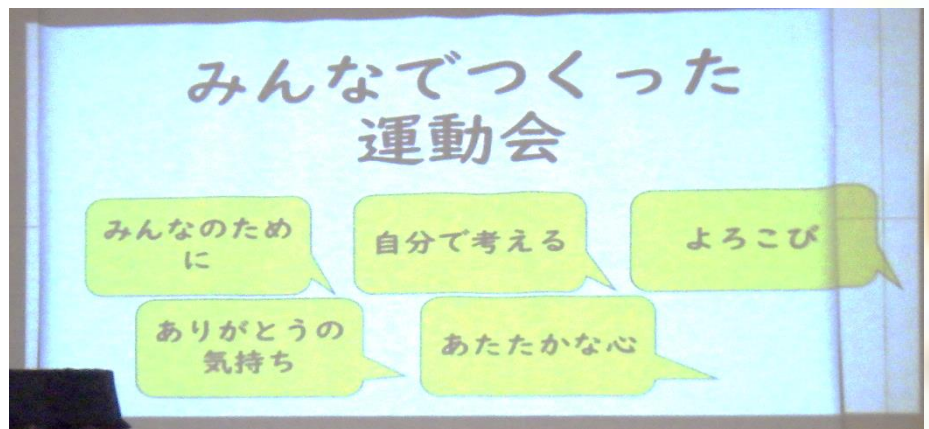 みんなでつくった
運動会
みんなのため
に
自分で考える
よろこび
ありがとうの
気持ち
あたたかな心